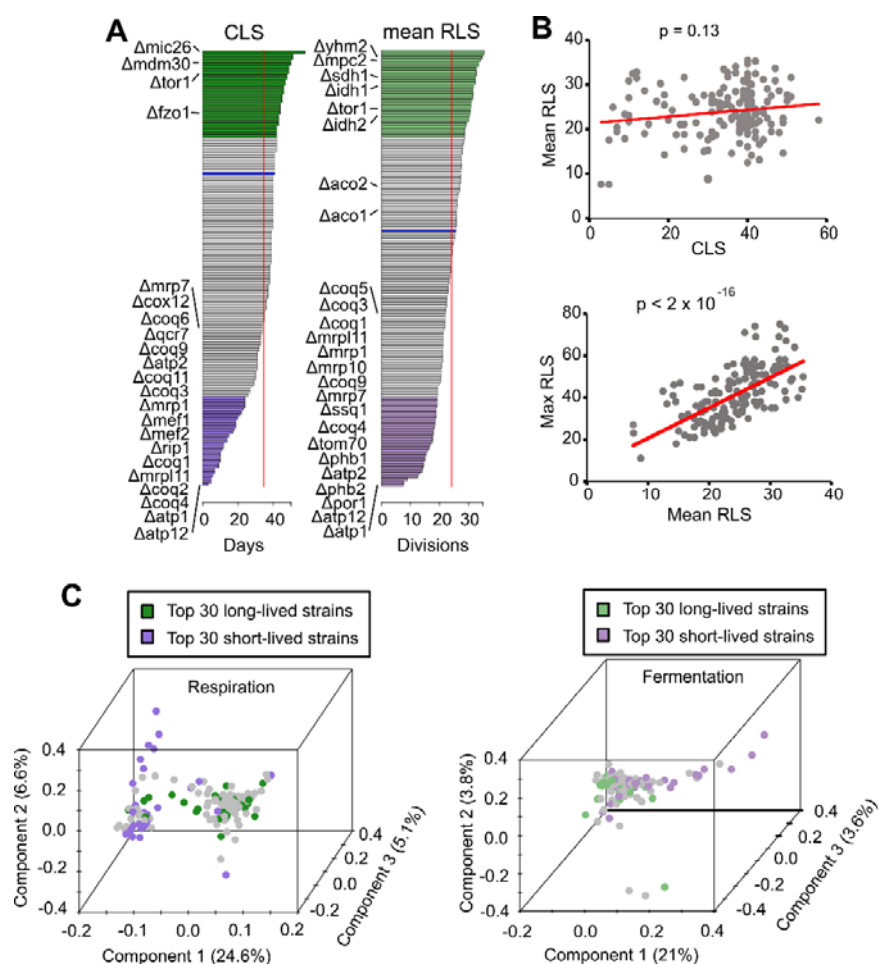 A
CLS
mean RLS
Δmic26
Δmdm30
Δtor1
Δfzo1
Δmrp7
Δcox12
Δcoq6
Δqcr7
Δcoq9
Δatp2
Δcoq11
Δcoq3
Δmrp1
Δmef1
Δmef2
Δrip1
Δcoq1
Δmrpl11
Δcoq2
Δcoq4
Δatp1
Δatp12
0 20 40
Days
Δyhm2
Δmpc2
Δsdh1
Δidh1
Δtor1
Δidh2
Δaco2
Δaco1
Δcoq5
Δcoq3
Δcoq1
Δmrpl11
Δmrp1
Δmrp10
Δcoq9
Δmrp7
Δssq1
Δcoq4
Δtom70
Δphb1
Δatp2
Δphb2
Δpor1
Δatp12
Δatp1
0 10 20 30
Divisions
B
p = 0.13
Mean RLS
40
30
20
10
0
0 20 40 60
CLS
p < 2 x 10 -16
Max RLS
80
60
40
20
0
0 10 20 30 40
Mean RLS
C
Top 30 long-lived strains
Top 30 short-lived strains
Respiration
Component 2 (6.6%)
0.4
0.2
0.0
-0.2
-0.4
-0.2 -0.1 0.0 0.1 0.2
Component 1 (24.6%)
-0.4
-0.2
0.0
0.2
0.4
Component 3 (5.1%)
Top 30 long-lived strains
Top 30 short-lived strains
Fermentation
Component 2 (3.8%)
0.4
0.2
0.0
-0.2
-0.4
-0.2 0.0 0.2 0.4
Component 1 (21%)
-0.4
-0.2
0.0
0.2
0.4
Component 3 (3.6%)